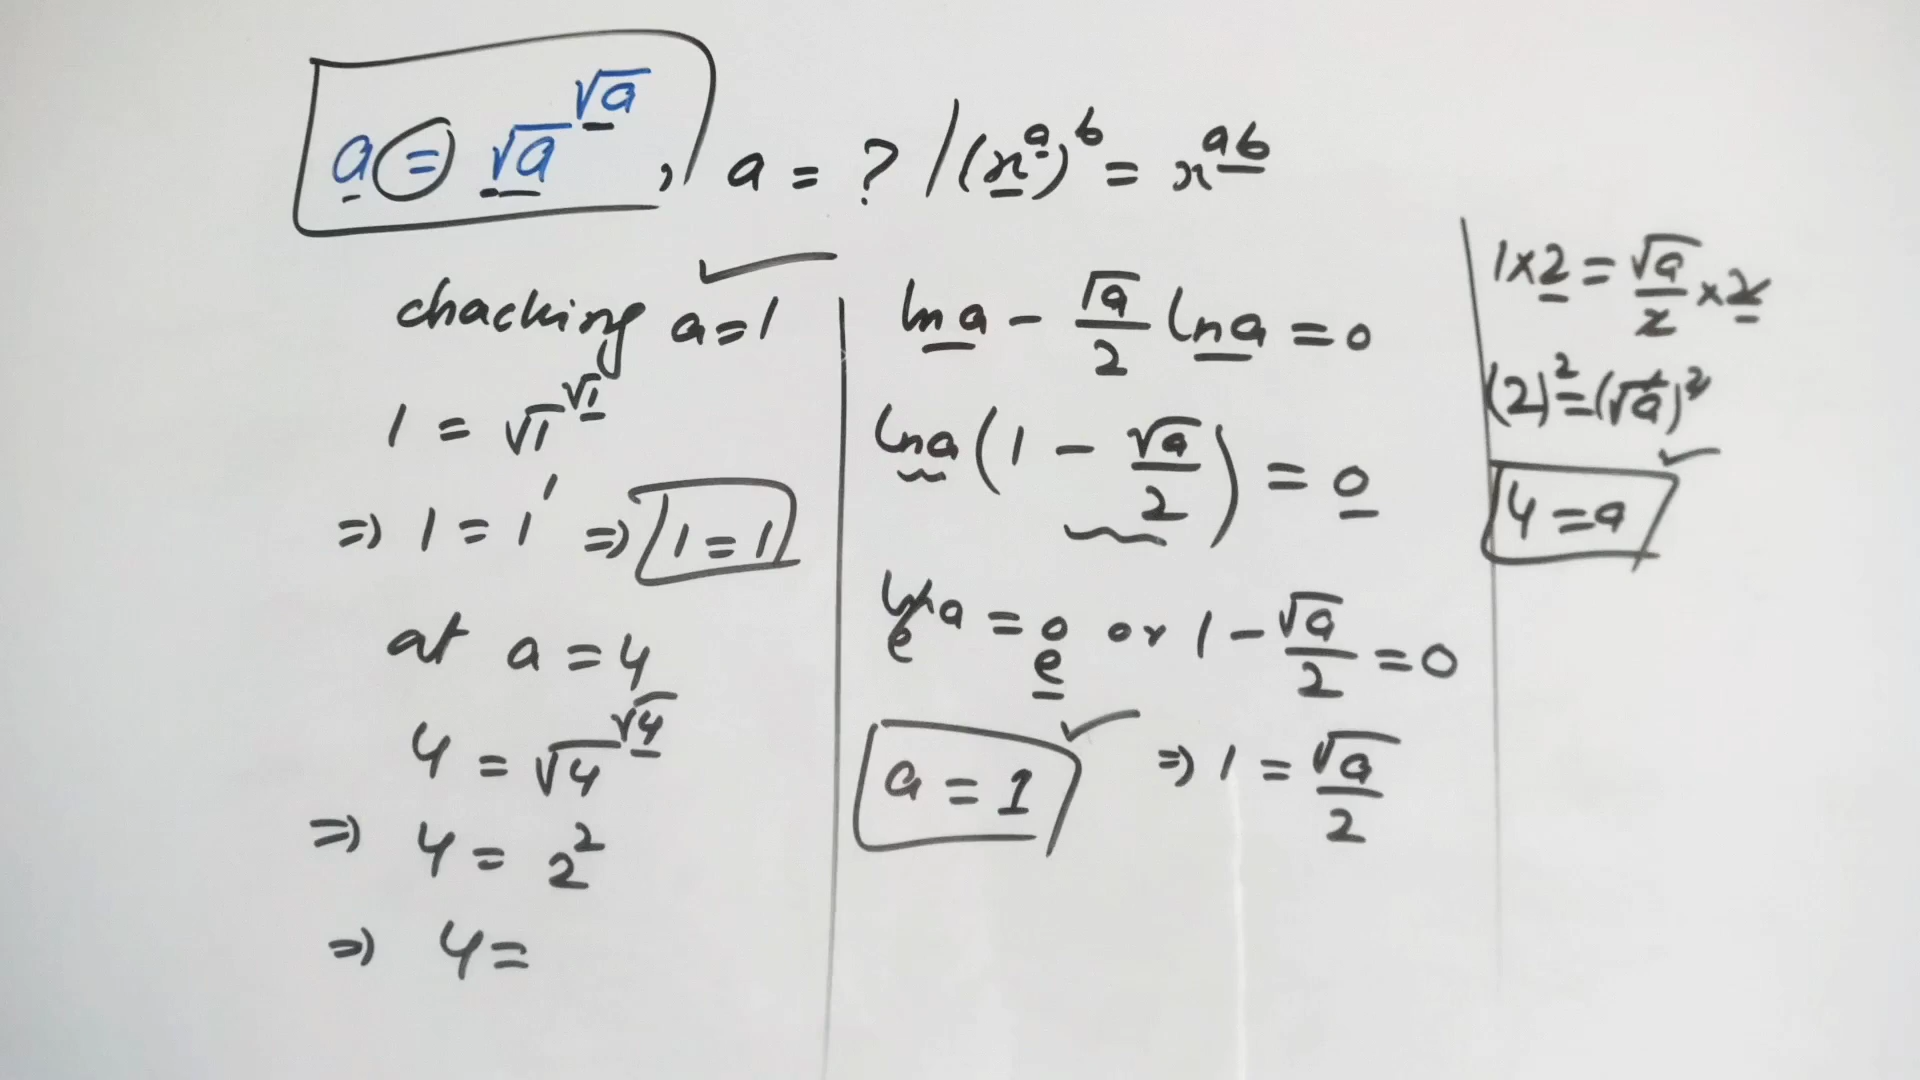 a = √a^√a , a = ? / (x^a)^b = x^ab
chacking a=1
1 = √1^√1
⇒ 1 = 1^1 ⇒ 1=1
at a = 4
4 = √4^√4
⇒ 4 = 2^2
⇒ 4 =
ln a - √a/2 ln a = 0
ln a (1 - √a/2) = 0
e^ln a = e^0 or 1 - √a/2 = 0
a = 1 ⇒ 1 = √a/2
1×2 = √a/2 ×2
(2)^2 = (√a)^2
4 = a